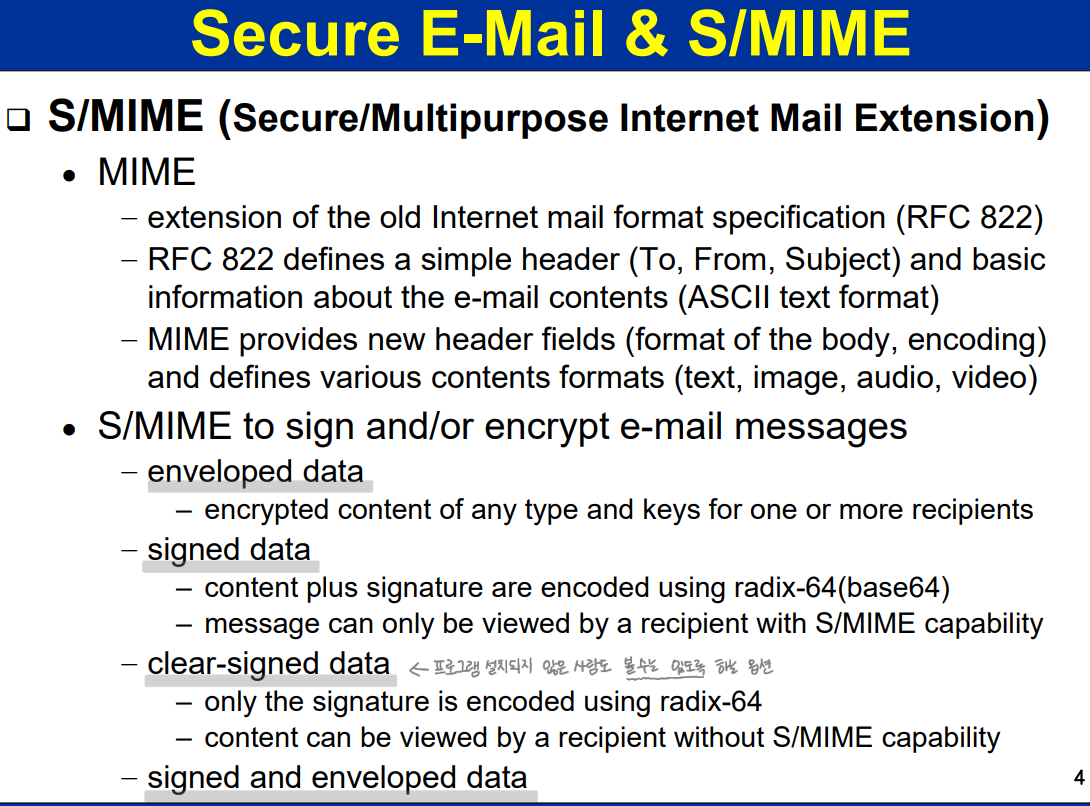 Secure E-Mail & S/MIME
❑ S/MIME (Secure/Multipurpose Internet Mail Extension)
• MIME
– extension of the old Internet mail format specification (RFC 822)
– RFC 822 defines a simple header (To, From, Subject) and basic
information about the e-mail contents (ASCII text format)
– MIME provides new header fields (format of the body, encoding)
and defines various contents formats (text, image, audio, video)
• S/MIME to sign and/or encrypt e-mail messages
– enveloped data
– encrypted content of any type and keys for one or more recipients
– signed data
– content plus signature are encoded using radix-64(base64)
– message can only be viewed by a recipient with S/MIME capability
– clear-signed data ← 프로그램 설치되지 않은 사람도 볼수는 있도록 하는 옵션
– only the signature is encoded using radix-64
– content can be viewed by a recipient without S/MIME capability
– signed and enveloped data
4